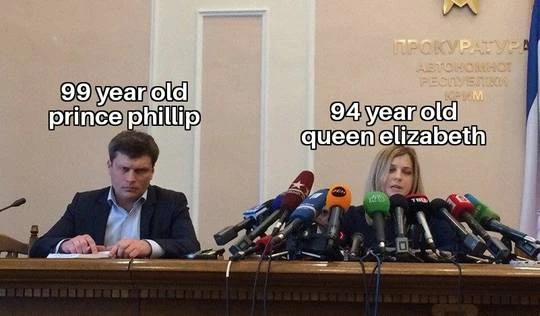 ПРОКУРАТУРА
АВТОНОМНОЇ
РЕСПУБЛІКИ
КРИМ
99 year old
prince phillip
94 year old
queen elizabeth